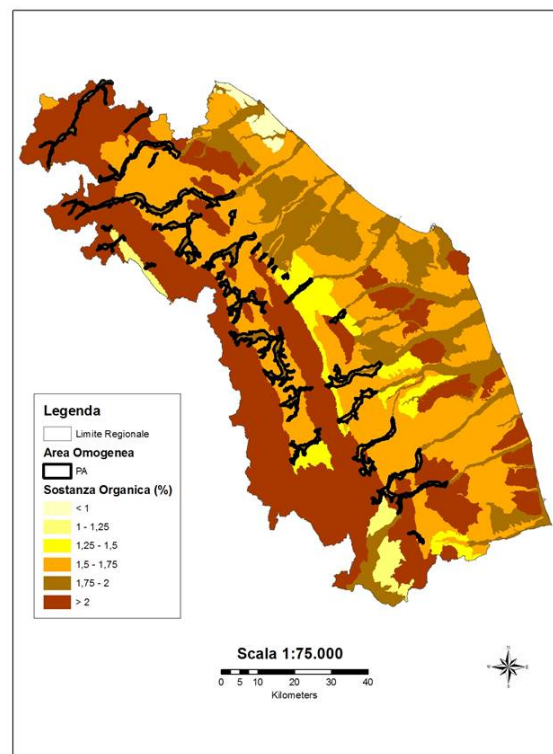 Legenda
Limite Regionale
Area Omogenea
PA
Sostanza Organica (%)
< 1
1 - 1,25
1,25 - 1,5
1,5 - 1,75
1,75 - 2
> 2
Scala 1:75.000
0 5 10 20 30 40
Kilometers